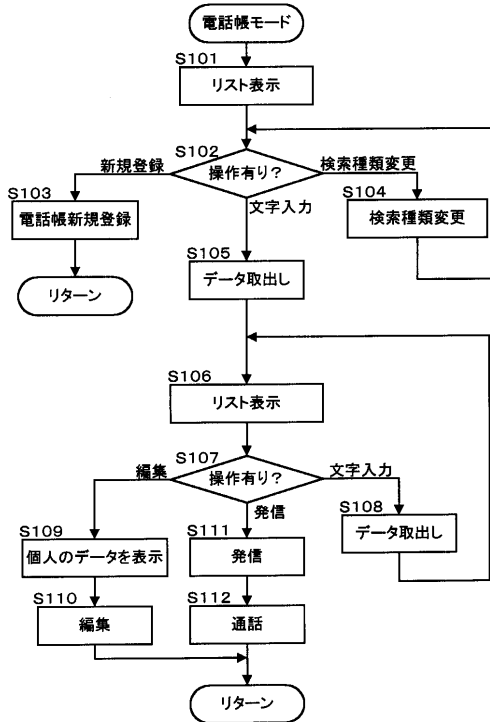 電話帳モード
S101
リスト表示
S102
操作有り?
新規登録
検索種類変更
文字入力
S103
電話帳新規登録
S104
検索種類変更
リターン
S105
データ取出し
S106
リスト表示
S107
操作有り?
編集
文字入力
発信
S108
データ取出し
S109
個人のデータを表示
S111
発信
S110
編集
S112
通話
リターン